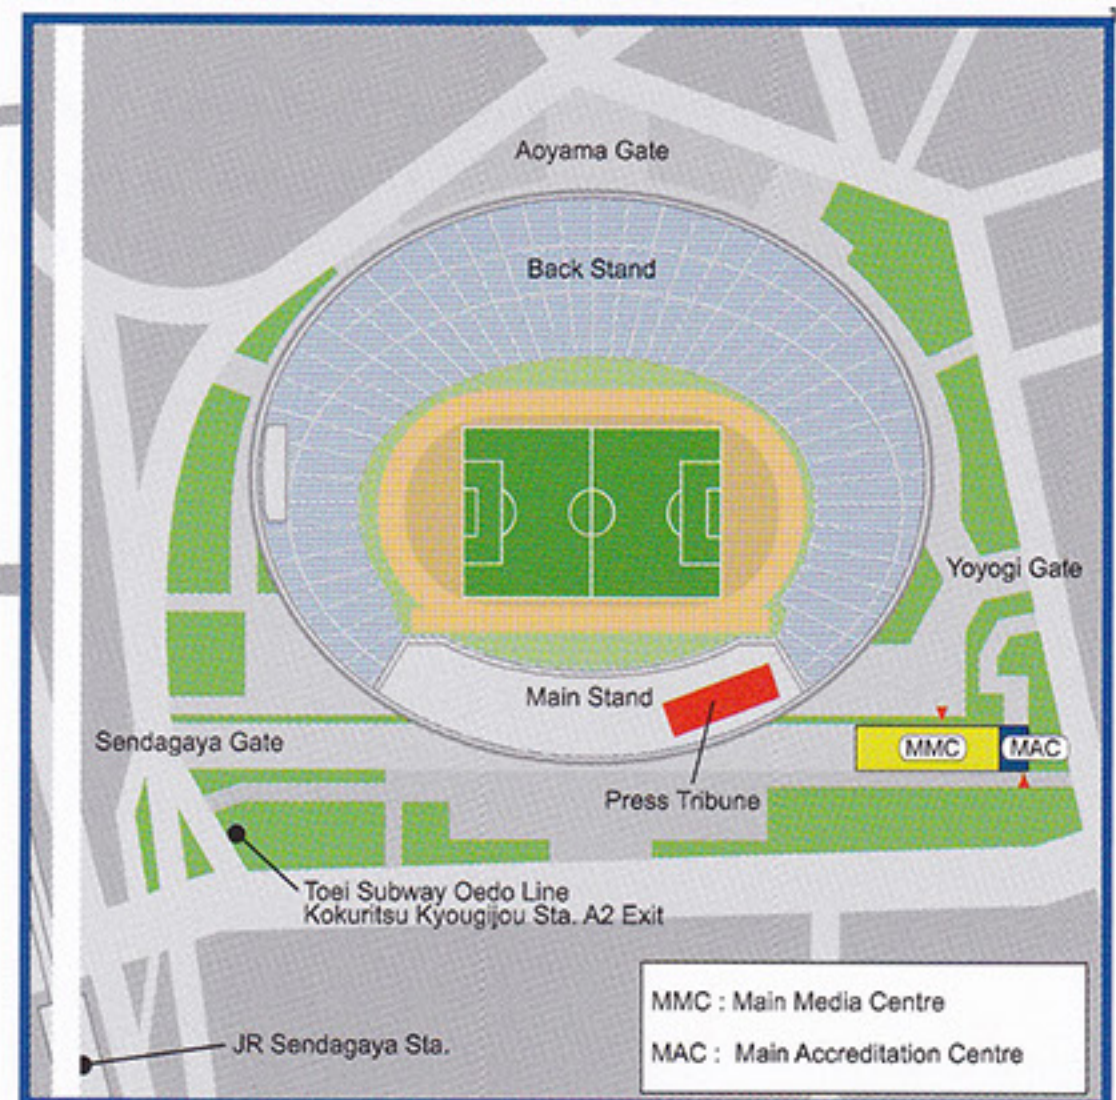 Aoyama Gate
Back Stand
Yoyogi Gate
Main Stand
Sendagaya Gate
MMC
MAC
Press Tribune
Toei Subway Oedo Line
Kokuritsu Kyougijou Sta. A2 Exit
JR Sendagaya Sta.
MMC : Main Media Centre
MAC : Main Accreditation Centre